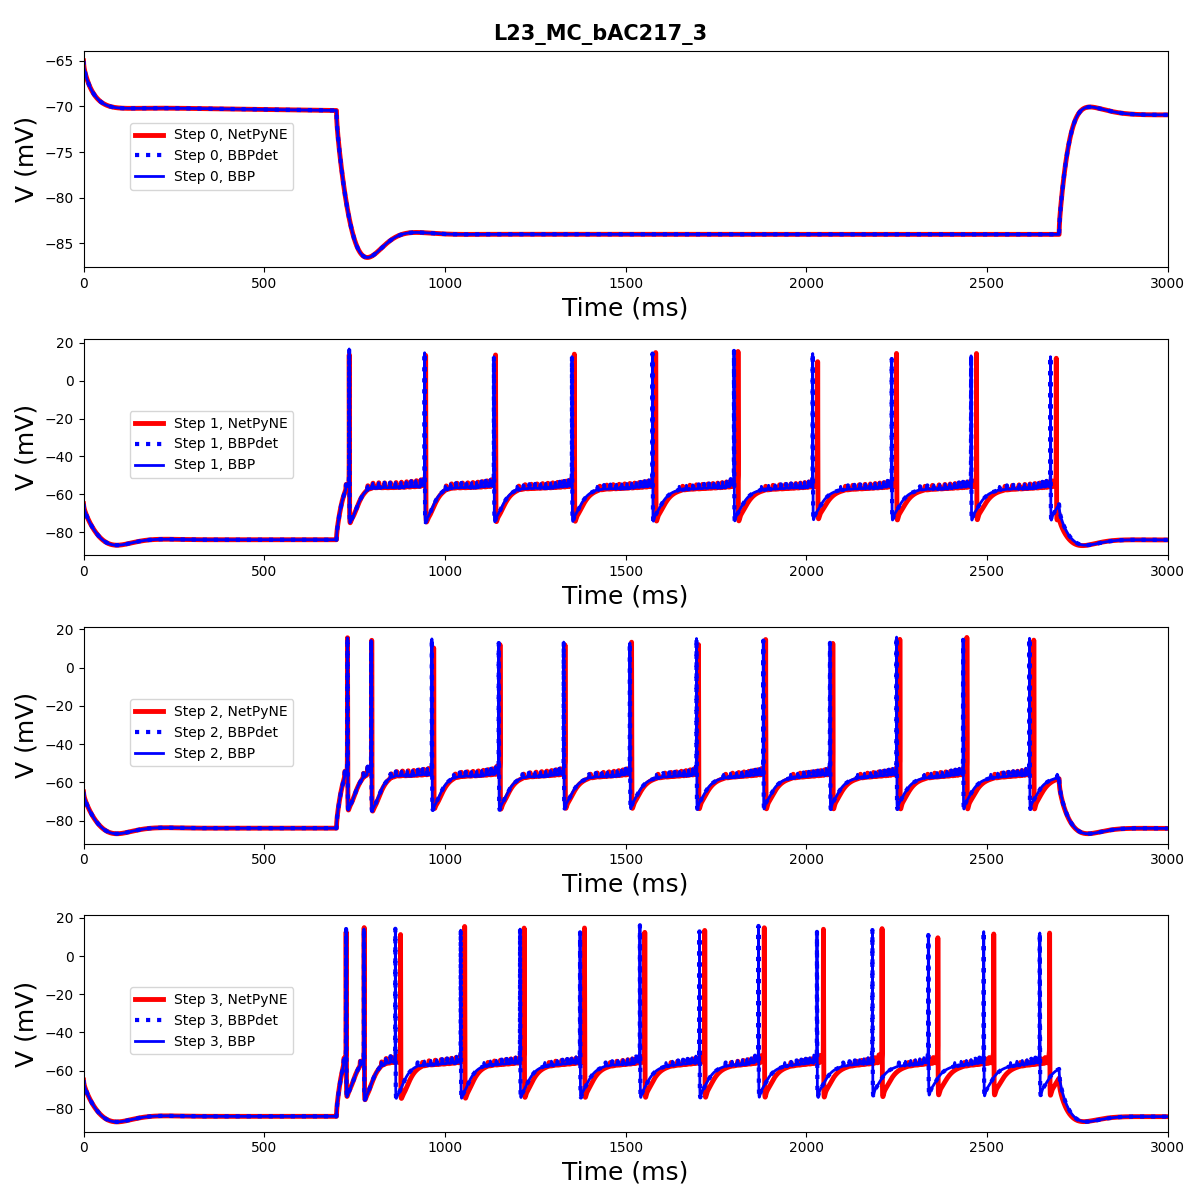 L23_MC_bAC217_3
−65
−70
−75
−80
−85
V (mV)
Step 0, NetPyNE
Step 0, BBPdet
Step 0, BBP
0 500 1000 1500 2000 2500 3000
Time (ms)
20
0
−20
−40
−60
−80
V (mV)
Step 1, NetPyNE
Step 1, BBPdet
Step 1, BBP
0 500 1000 1500 2000 2500 3000
Time (ms)
20
0
−20
−40
−60
−80
V (mV)
Step 2, NetPyNE
Step 2, BBPdet
Step 2, BBP
0 500 1000 1500 2000 2500 3000
Time (ms)
20
0
−20
−40
−60
−80
V (mV)
Step 3, NetPyNE
Step 3, BBPdet
Step 3, BBP
0 500 1000 1500 2000 2500 3000
Time (ms)